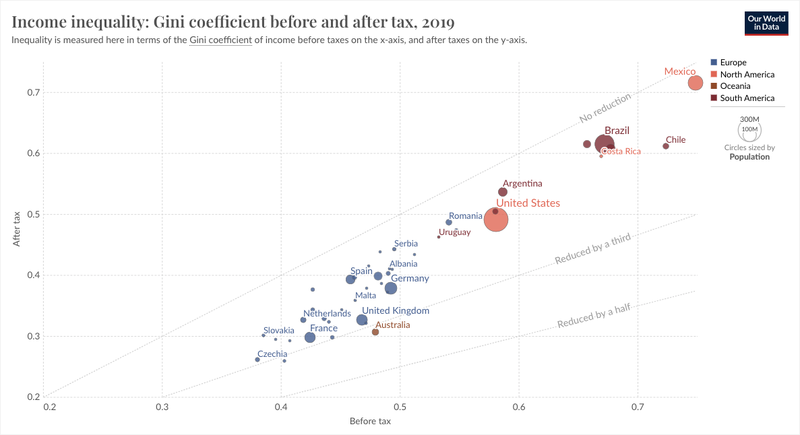 Income inequality: Gini coefficient before and after tax, 2019
Inequality is measured here in terms of the Gini coefficient of income before taxes on the x-axis, and after taxes on the y-axis.
Our World
in Data
Europe
North America
Oceania
South America
300M
100M
Circles sized by
Population
After tax
0.7
0.6
0.5
0.4
0.3
0.2
No reduction
Reduced by a third
Reduced by a half
Mexico
Brazil
Costa Rica
Chile
Argentina
United States
Romania
Uruguay
Serbia
Albania
Spain
Germany
Malta
United Kingdom
Netherlands
Australia
France
Slovakia
Czechia
0.2
0.3
0.4
0.5
0.6
0.7
Before tax